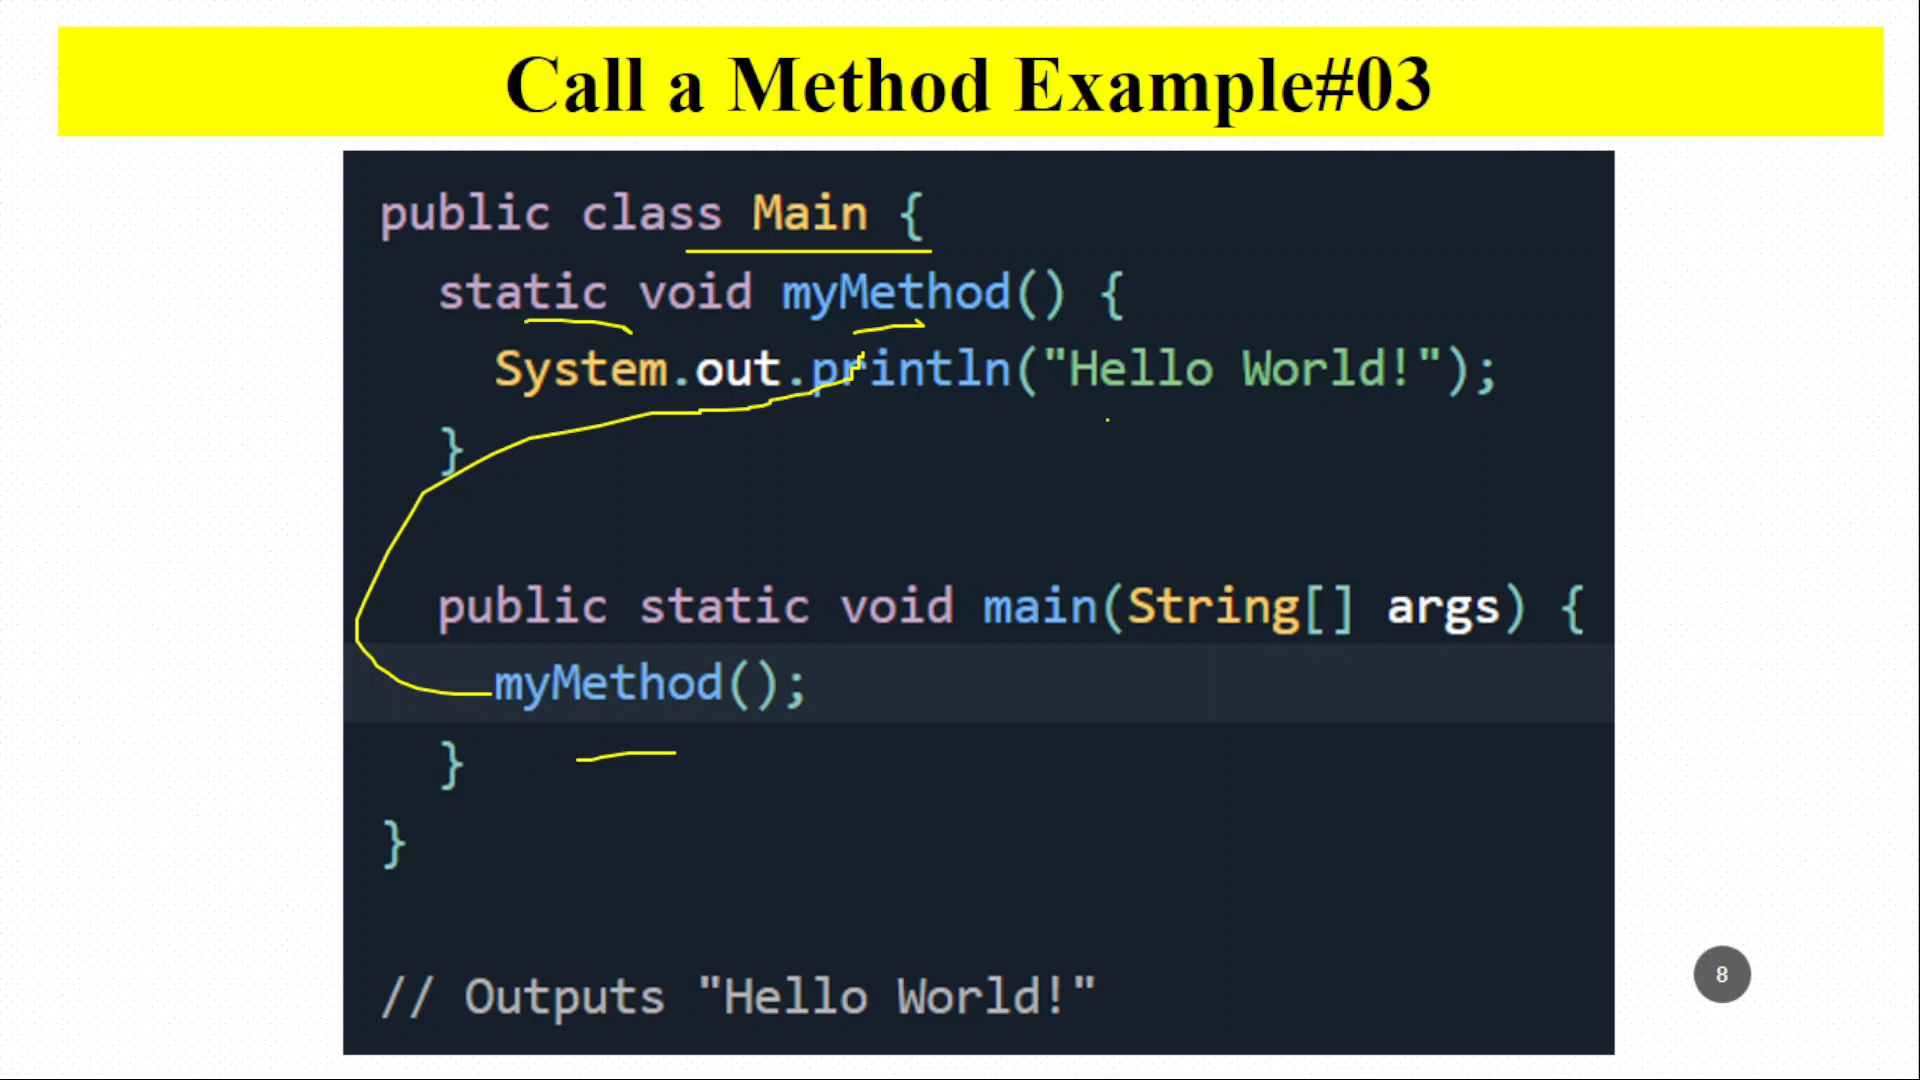 Call a Method Example#03
public class Main {
static void myMethod() {
System.out.println("Hello World!");
}
public static void main(String[] args) {
myMethod();
}
}
// Outputs "Hello World!"
8